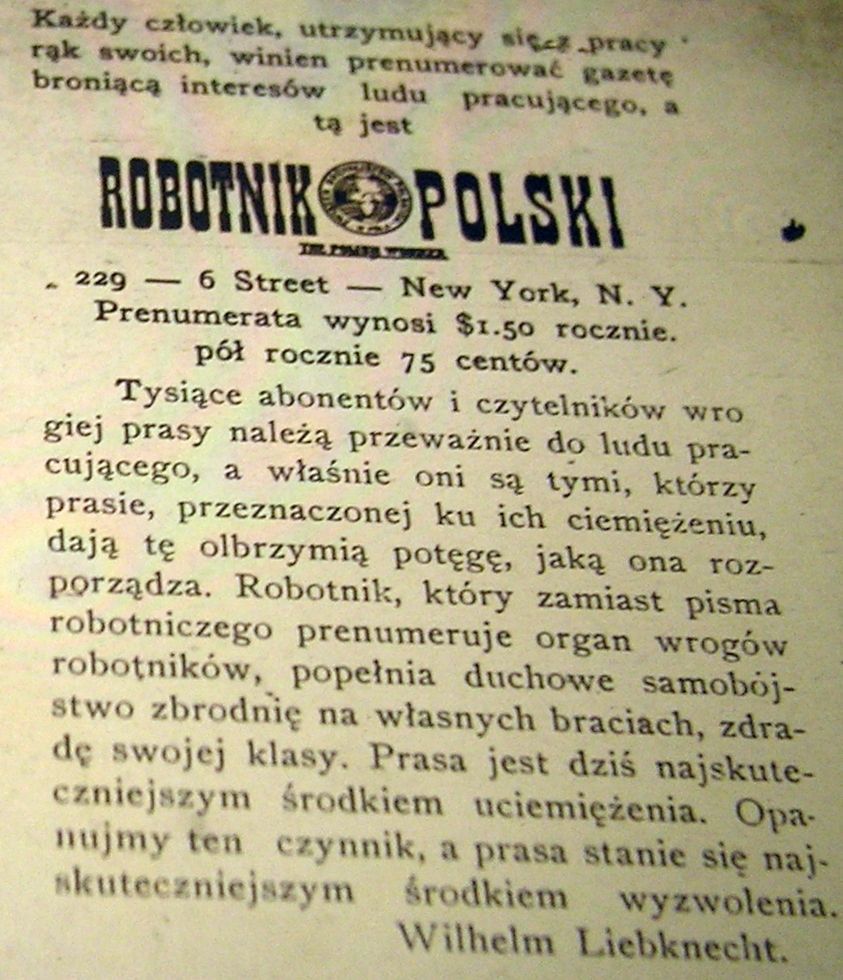 Każdy człowiek, utrzymujący się z pracy
rąk swoich, winien prenumerować gazetę
broniącą interesów ludu pracującego, a
tą jest
ROBOTNIK POLSKI
THE POLISH WORKER
229 — 6 Street — New York, N. Y.
Prenumerata wynosi $1.50 rocznie.
pół rocznie 75 centów.
Tysiące abonentów i czytelników wro
giej prasy należą przeważnie do ludu pra-
cującego, a właśnie oni są tymi, którzy
prasie, przeznaczonej ku ich ciemiężeniu,
dają tę olbrzymią potęgę, jaką ona roz-
porządza. Robotnik, który zamiast pisma
robotniczego prenumeruje organ wrogów
robotników, popełnia duchowe samobój-
stwo zbrodnię na własnych braciach, zdra-
dę swojej klasy. Prasa jest dziś najskute-
czniejszym środkiem uciemiężenia. Opa-
nujmy ten czynnik, a prasa stanie się naj-
skuteczniejszym środkiem wyzwolenia.
Wilhelm Liebknecht.